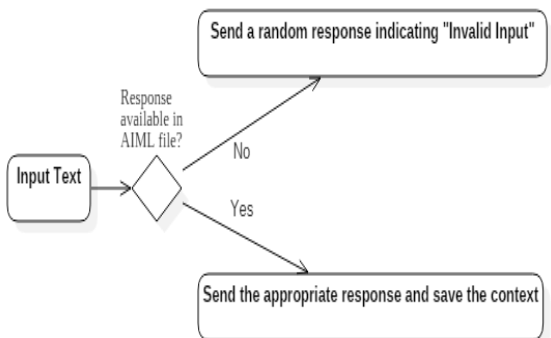 Send a random response indicating "Invalid Input"
Response
available in
AIML file?
No
Input Text
Yes
Send the appropriate response and save the context